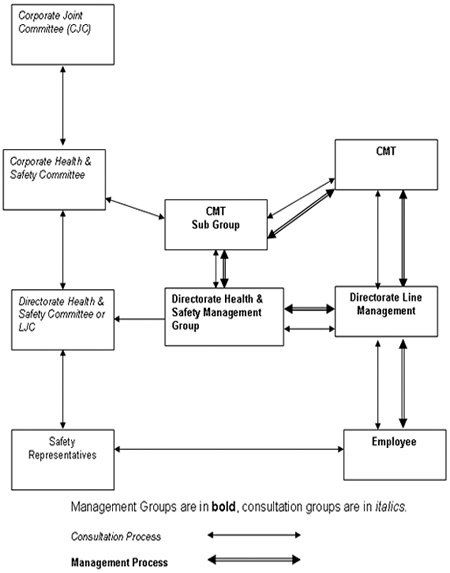 Corporate Joint
Committee (CJC)
Corporate Health &
Safety Committee
CMT
CMT
Sub Group
Directorate Health &
Safety Committee or
LJC
Directorate Health &
Safety Management
Group
Directorate Line
Management
Safety
Representatives
Employee
Management Groups are in bold, consultation groups are in italics.
Consultation Process
Management Process